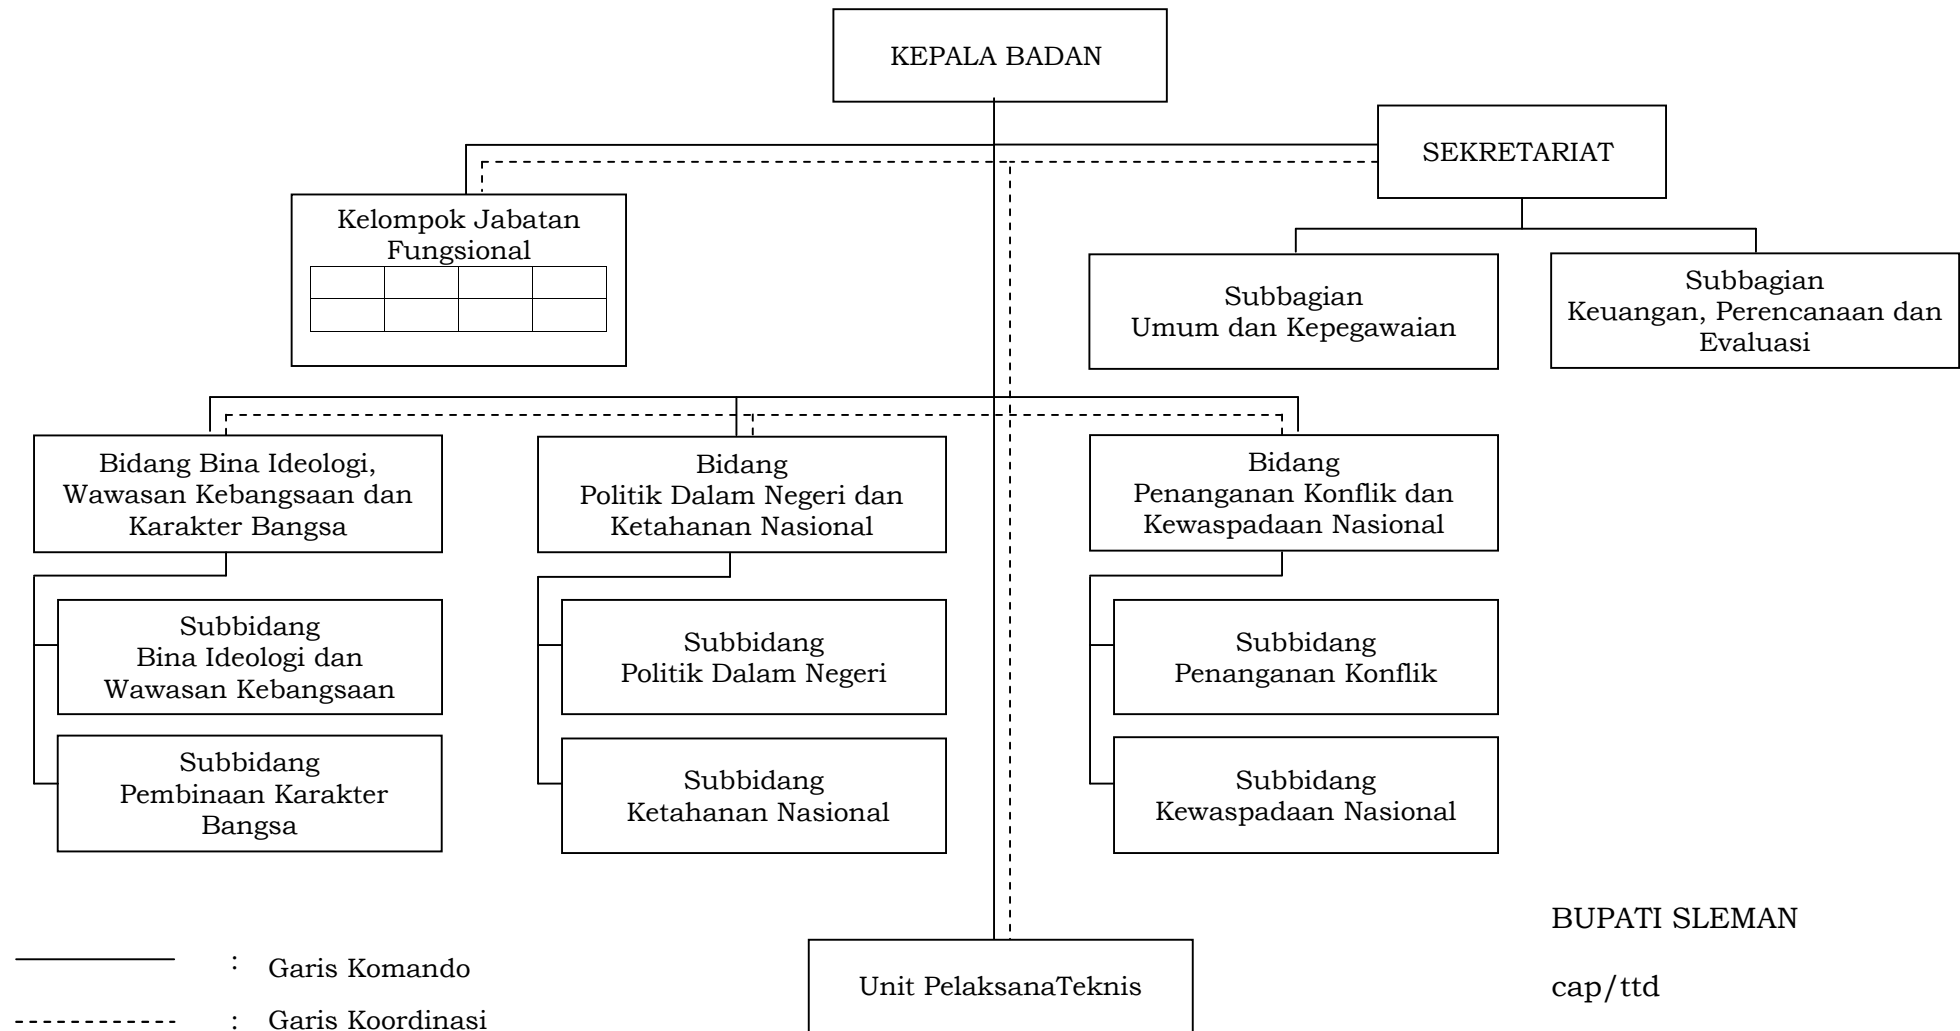 KEPALA BADAN
SEKRETARIAT
Kelompok Jabatan
Fungsional
Subbagian
Umum dan Kepegawaian
Subbagian
Keuangan, Perencanaan dan
Evaluasi
Bidang Bina Ideologi,
Wawasan Kebangsaan dan
Karakter Bangsa
Bidang
Politik Dalam Negeri dan
Ketahanan Nasional
Bidang
Penanganan Konflik dan
Kewaspadaan Nasional
Subbidang
Bina Ideologi dan
Wawasan Kebangsaan
Subbidang
Politik Dalam Negeri
Subbidang
Penanganan Konflik
Subbidang
Pembinaan Karakter
Bangsa
Subbidang
Ketahanan Nasional
Subbidang
Kewaspadaan Nasional
Unit PelaksanaTeknis
: Garis Komando
: Garis Koordinasi
BUPATI SLEMAN
cap/ttd